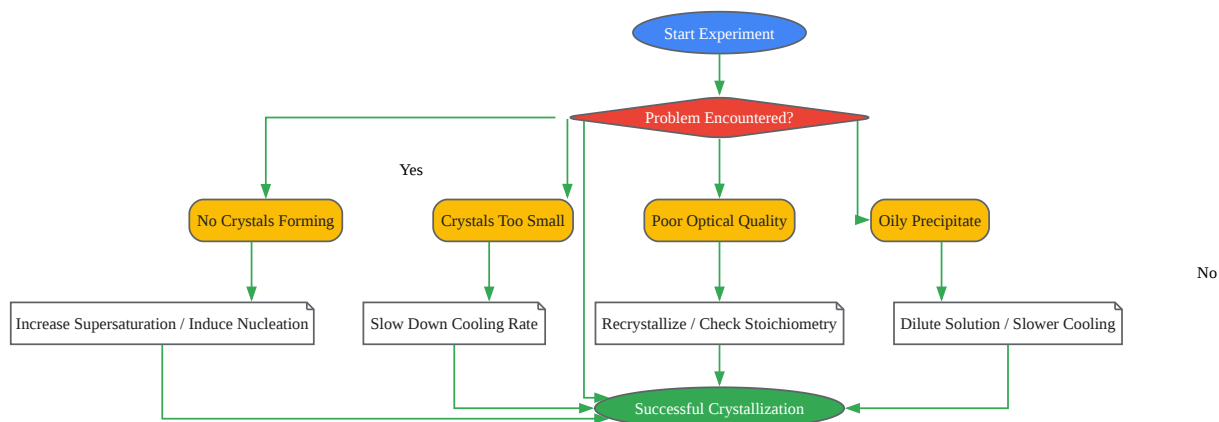 Start Experiment
Problem Encountered?
Yes
No Crystals Forming
Crystals Too Small
Poor Optical Quality
Oily Precipitate
No
Increase Supersaturation / Induce Nucleation
Slow Down Cooling Rate
Recrystallize / Check Stoichiometry
Dilute Solution / Slower Cooling
Successful Crystallization